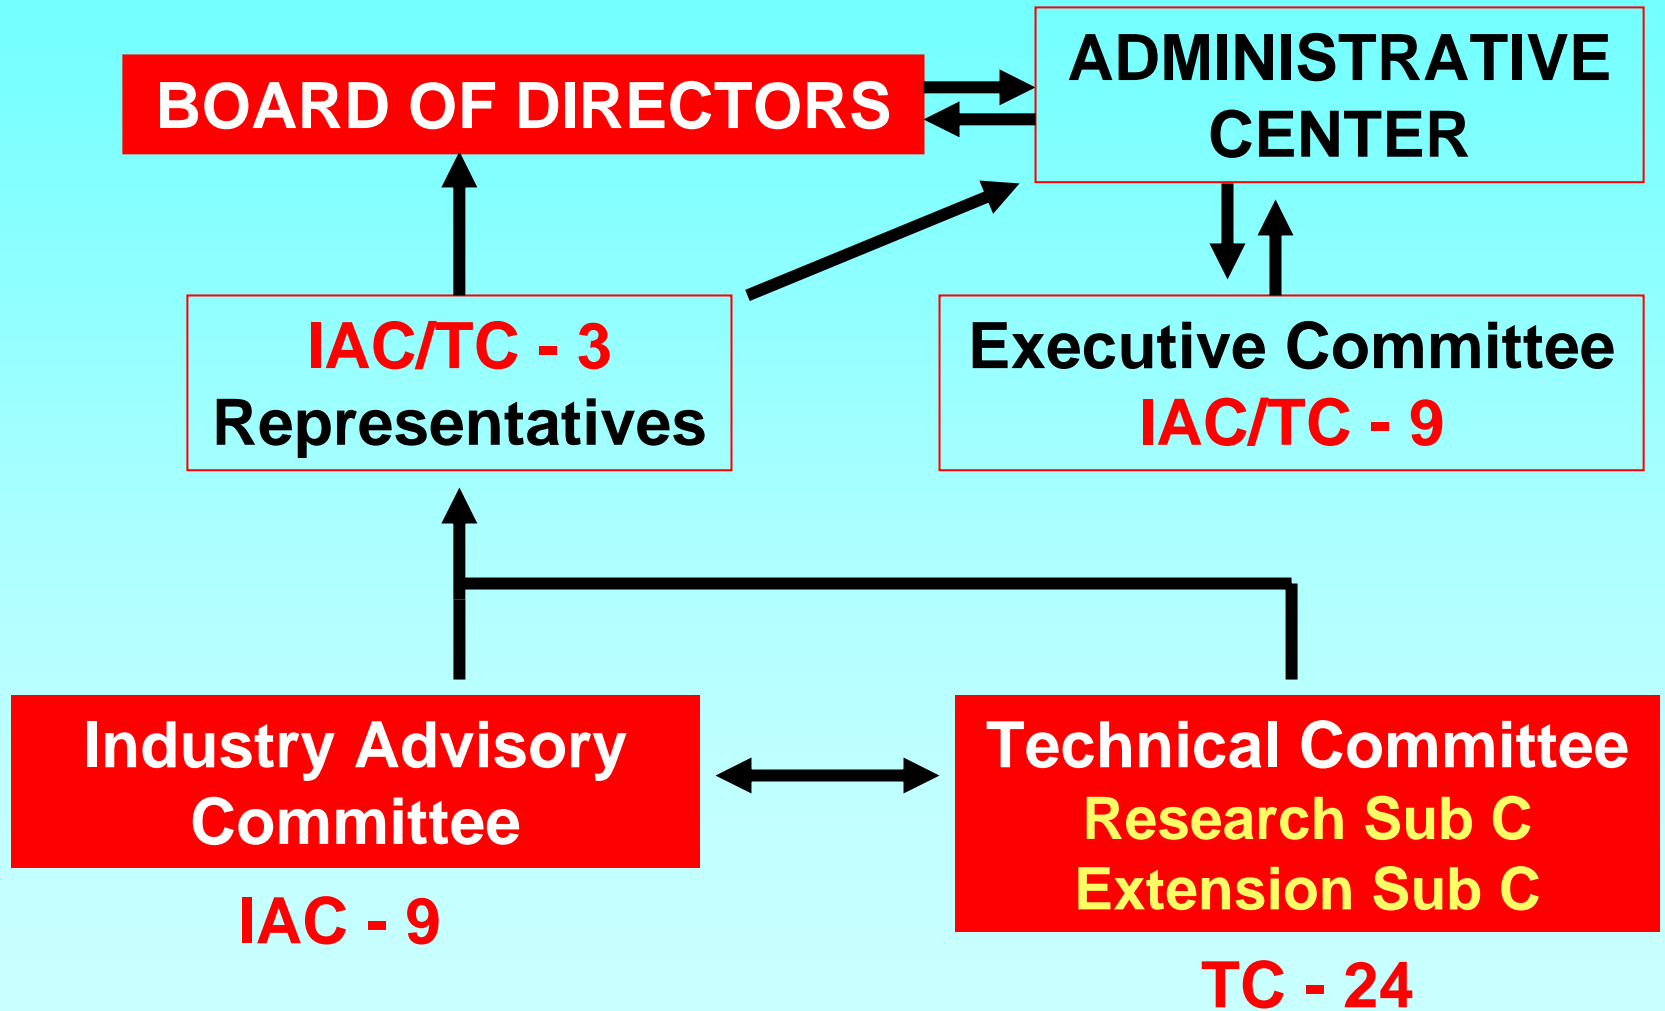 BOARD OF DIRECTORS
ADMINISTRATIVE
CENTER
IAC/TC - 3
Representatives
Executive Committee
IAC/TC - 9
Industry Advisory
Committee
IAC - 9
Technical Committee
Research Sub C
Extension Sub C
TC - 24